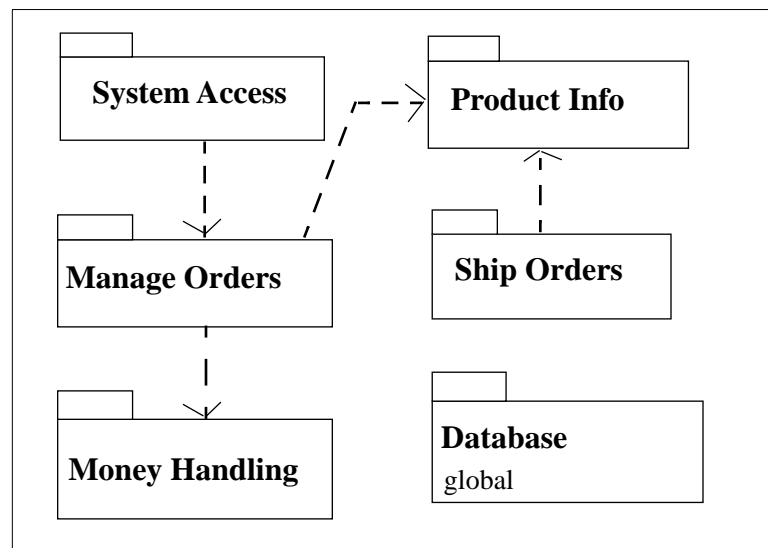 System Access
Product Info
Manage Orders
Ship Orders
Money Handling
Database
global